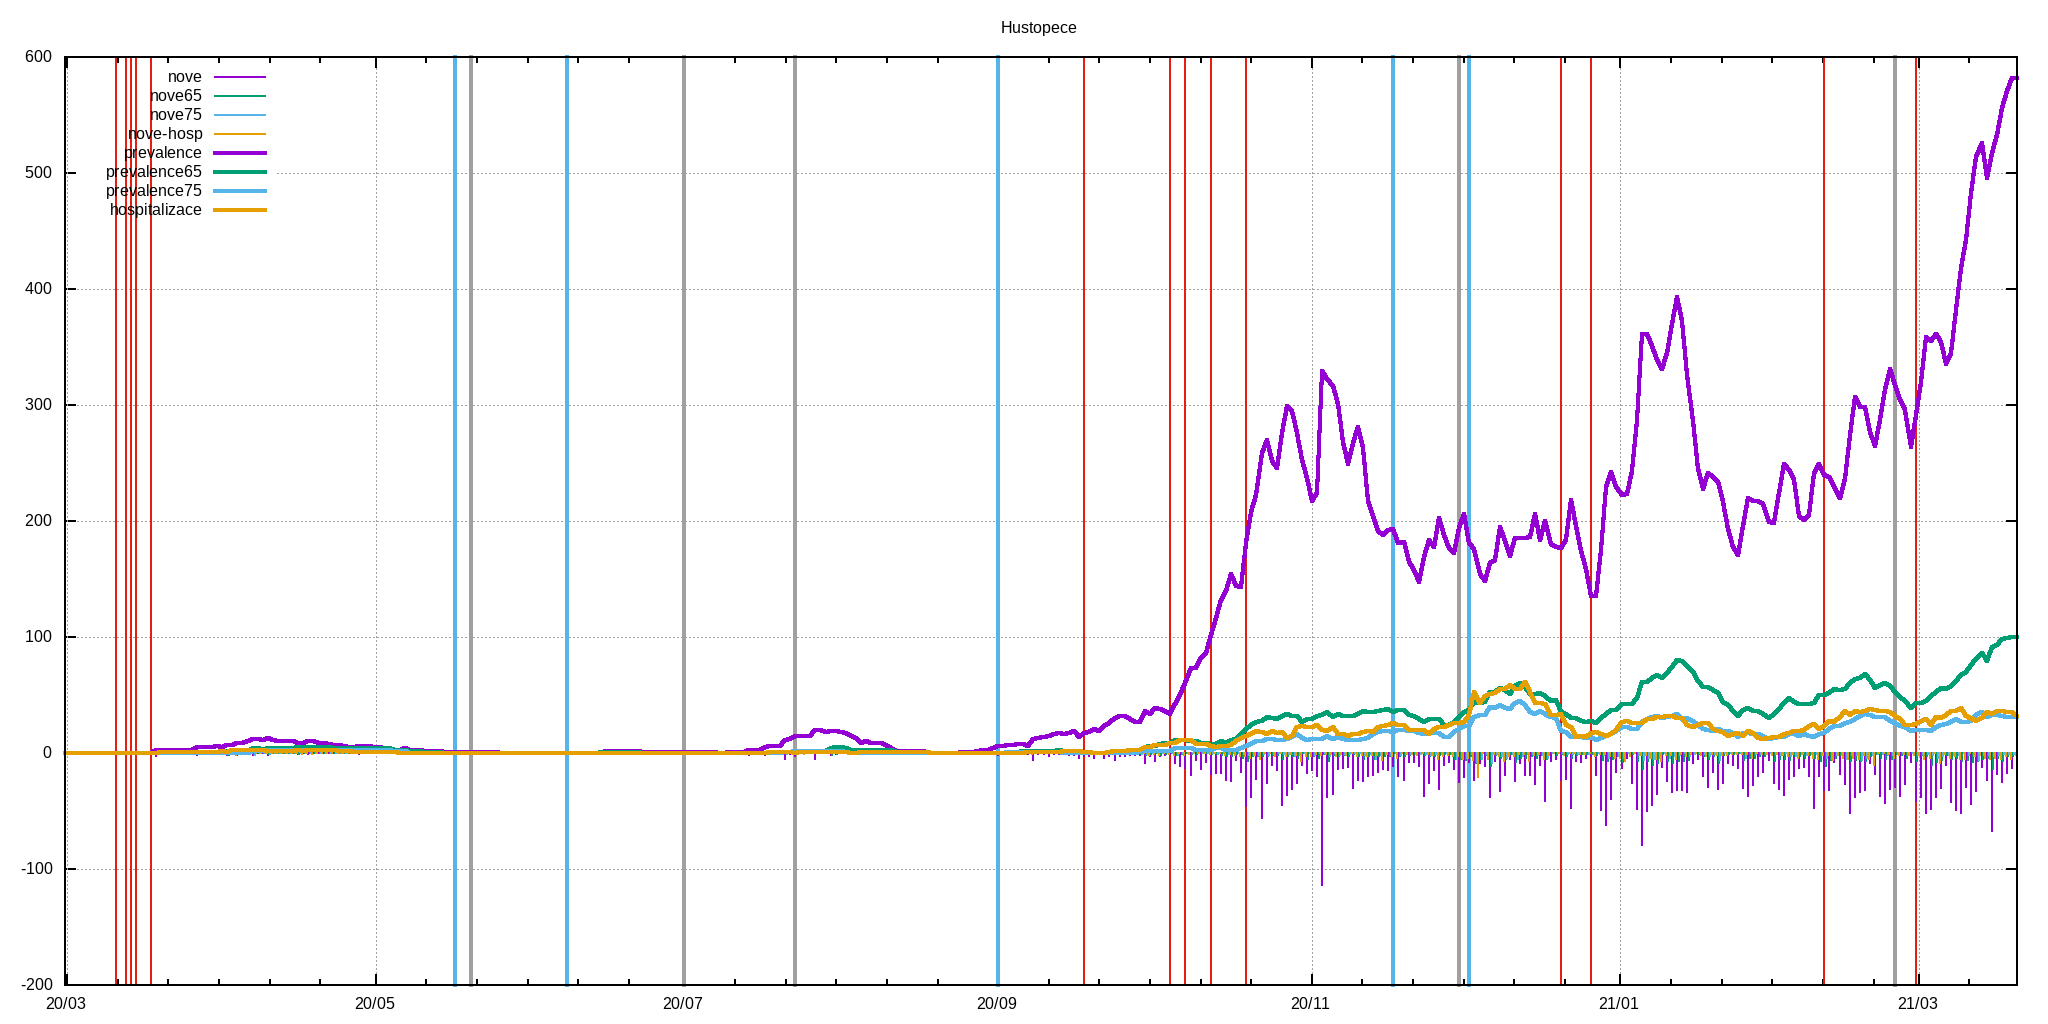 Hustopece
600
500
400
300
200
100
0
-100
-200
nove
nove65
nove75
nove-hosp
prevalence
prevalence65
prevalence75
hospitalizace
20/03 20/05 20/07 20/09 20/11 21/01 21/03